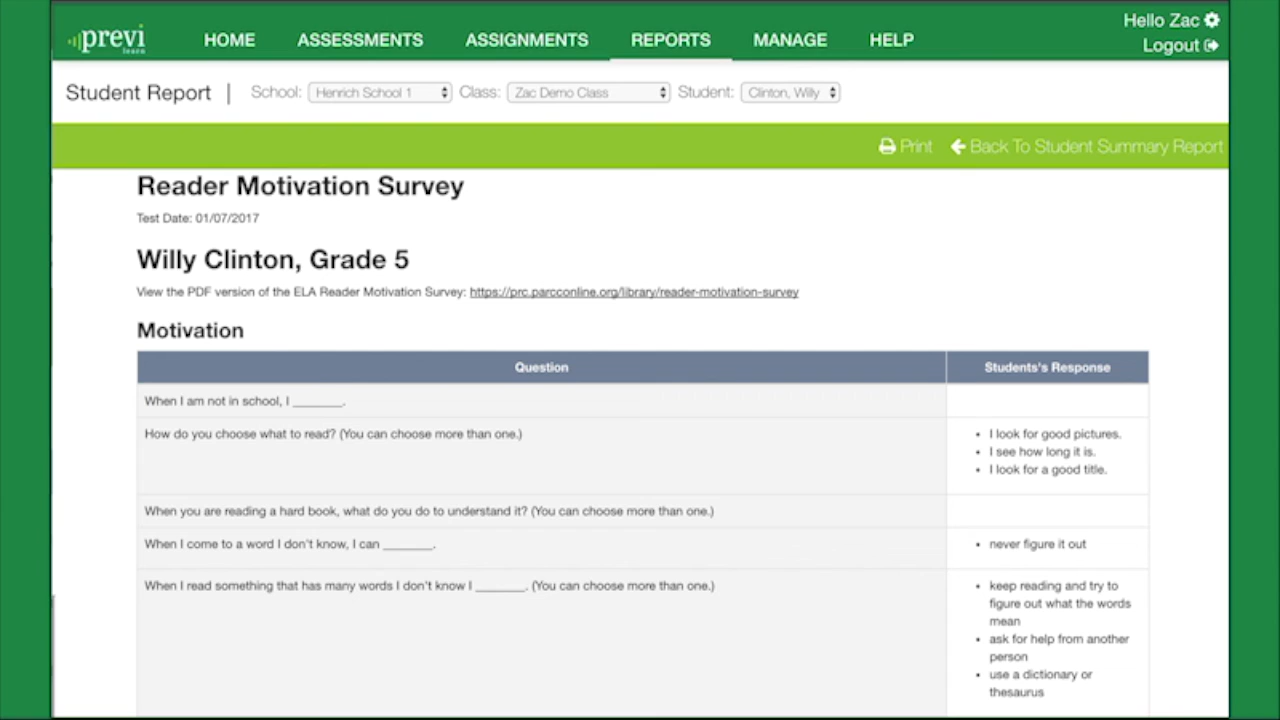 previ
learn
HOME ASSESSMENTS ASSIGNMENTS REPORTS MANAGE HELP
Hello Zac
Logout
Student Report | School: Henrich School 1 Class: Zac Demo Class Student: Clinton, Willy
Print Back To Student Summary Report
Reader Motivation Survey
Test Date: 01/07/2017
Willy Clinton, Grade 5
View the PDF version of the ELA Reader Motivation Survey: https://prc.parcconline.org/library/reader-motivation-survey
Motivation
Question Students's Response
When I am not in school, I ________.
How do you choose what to read? (You can choose more than one.)
• I look for good pictures.
• I see how long it is.
• I look for a good title.
When you are reading a hard book, what do you do to understand it? (You can choose more than one.)
When I come to a word I don't know, I can ________.
• never figure it out
When I read something that has many words I don't know I ________. (You can choose more than one.)
• keep reading and try to
figure out what the words
mean
• ask for help from another
person
• use a dictionary or
thesaurus